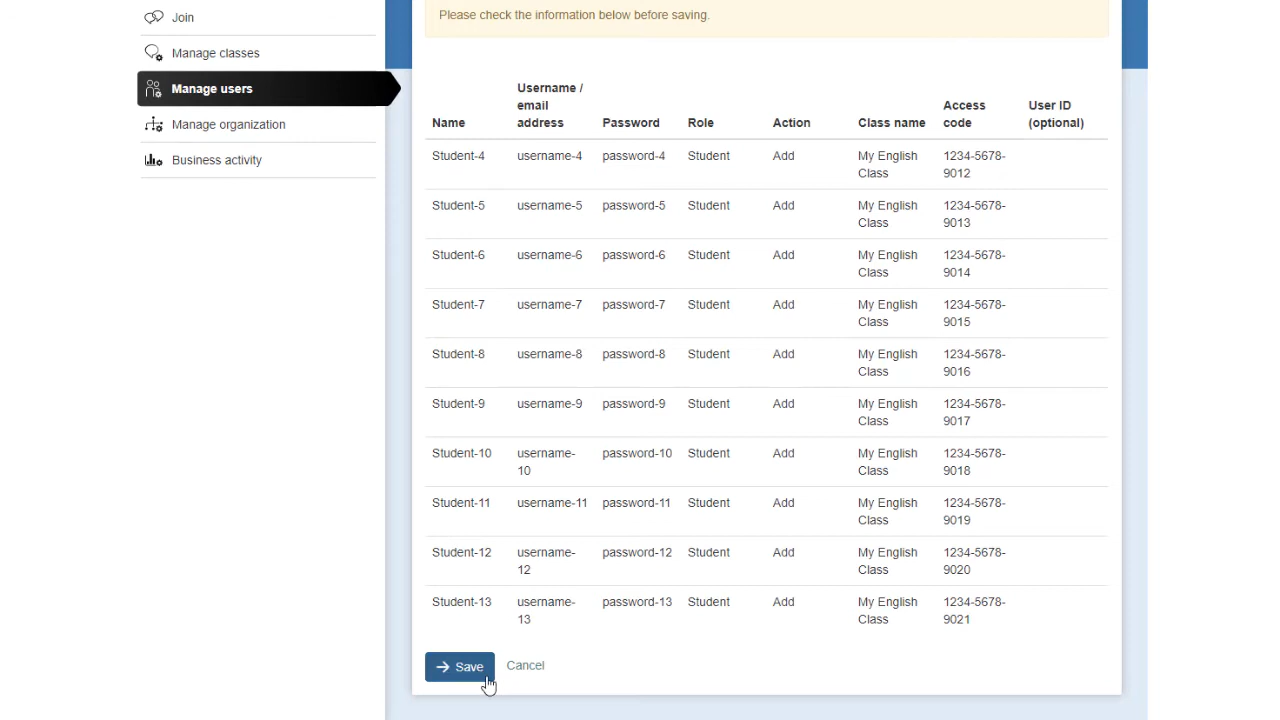 Join
Manage classes
Manage users
Manage organization
Business activity
Please check the information below before saving.
Name Username / email address Password Role Action Class name Access code User ID (optional)
Student-4 username-4 password-4 Student Add My English Class 1234-5678-9012
Student-5 username-5 password-5 Student Add My English Class 1234-5678-9013
Student-6 username-6 password-6 Student Add My English Class 1234-5678-9014
Student-7 username-7 password-7 Student Add My English Class 1234-5678-9015
Student-8 username-8 password-8 Student Add My English Class 1234-5678-9016
Student-9 username-9 password-9 Student Add My English Class 1234-5678-9017
Student-10 username-10 password-10 Student Add My English Class 1234-5678-9018
Student-11 username-11 password-11 Student Add My English Class 1234-5678-9019
Student-12 username-12 password-12 Student Add My English Class 1234-5678-9020
Student-13 username-13 password-13 Student Add My English Class 1234-5678-9021
Save Cancel